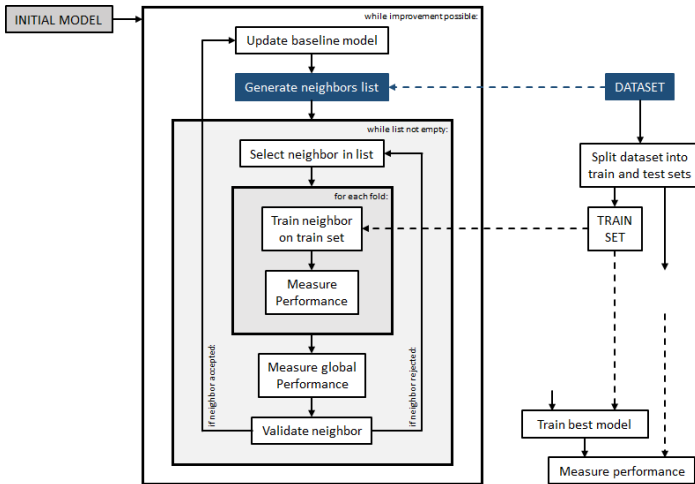 INITIAL MODEL
while improvement possible:
Update baseline model
Generate neighbors list
DATASET
while list not empty:
Select neighbor in list
Split dataset into
train and test sets
for each fold:
Train neighbor
on train set
TRAIN
SET
Measure
Performance
if neighbor accepted:
if neighbor rejected:
Measure global
Performance
Validate neighbor
Train best model
Measure performance